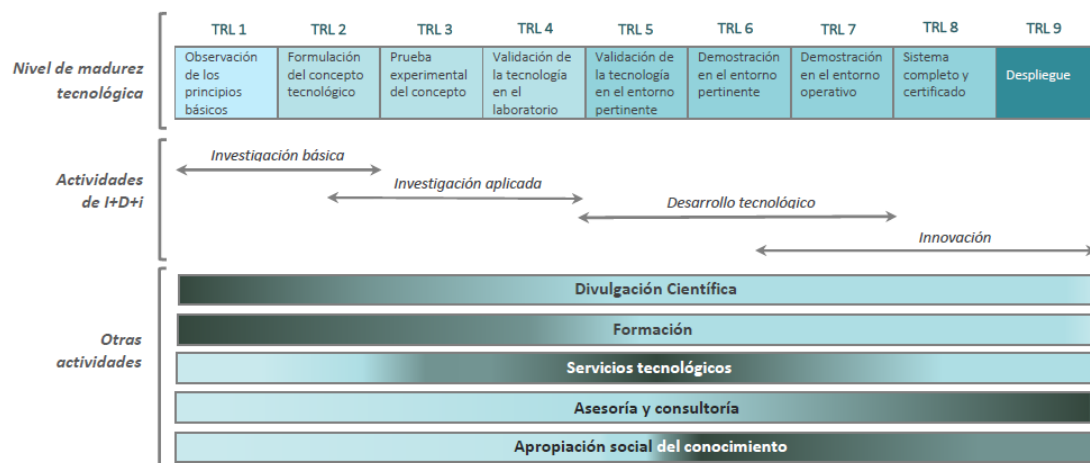 TRL 1 TRL 2 TRL 3 TRL 4 TRL 5 TRL 6 TRL 7 TRL 8 TRL 9
Nivel de madurez
tecnológica
Observación
de los
principios
básicos
Formulación
del concepto
tecnológico
Prueba
experimental
del concepto
Validación de
la tecnología
en el
laboratorio
Validación de
la tecnología
en el entorno
pertinente
Demostración
en el entorno
pertinente
Demostración
en el entorno
operativo
Sistema
completo y
certificado
Despliegue
Actividades
de I+D+i
Investigación básica
Investigación aplicada
Desarrollo tecnológico
Innovación
Otras
actividades
Divulgación Científica
Formación
Servicios tecnológicos
Asesoría y consultoría
Apropiación social del conocimiento